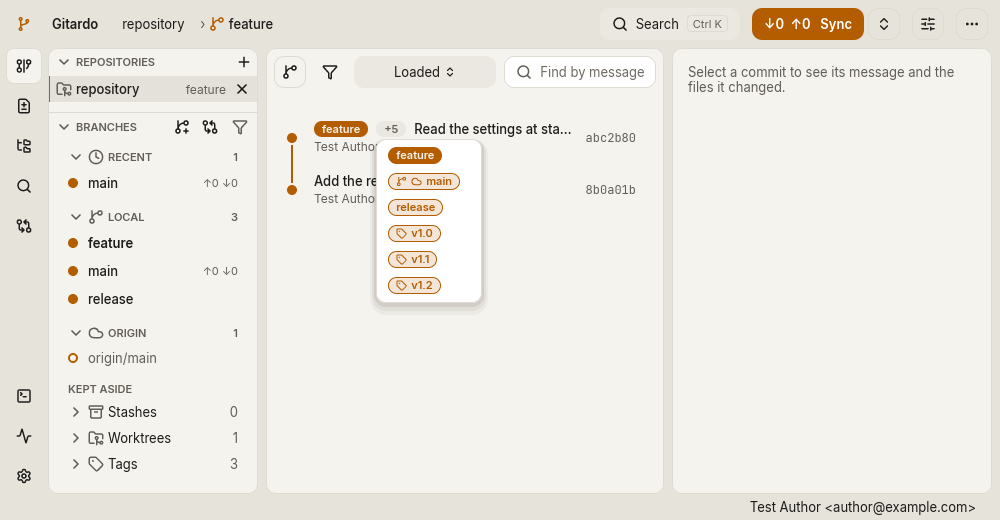 Gitardo
repository
feature
Search Ctrl K
↓0 ↑0 Sync
REPOSITORIES
repository feature
BRANCHES
RECENT 1
main ↑0 ↓0
LOCAL 3
feature
main ↑0 ↓0
release
ORIGIN 1
origin/main
KEPT ASIDE
Stashes 0
Worktrees 1
Tags 3
Loaded
Find by message
feature +5 Read the settings at sta...
abc2b80
Test Autho
Add the re
8b0a01b
Test Autho
feature
main
release
v1.0
v1.1
v1.2
Select a commit to see its message and the
files it changed.
Test Author <author@example.com>